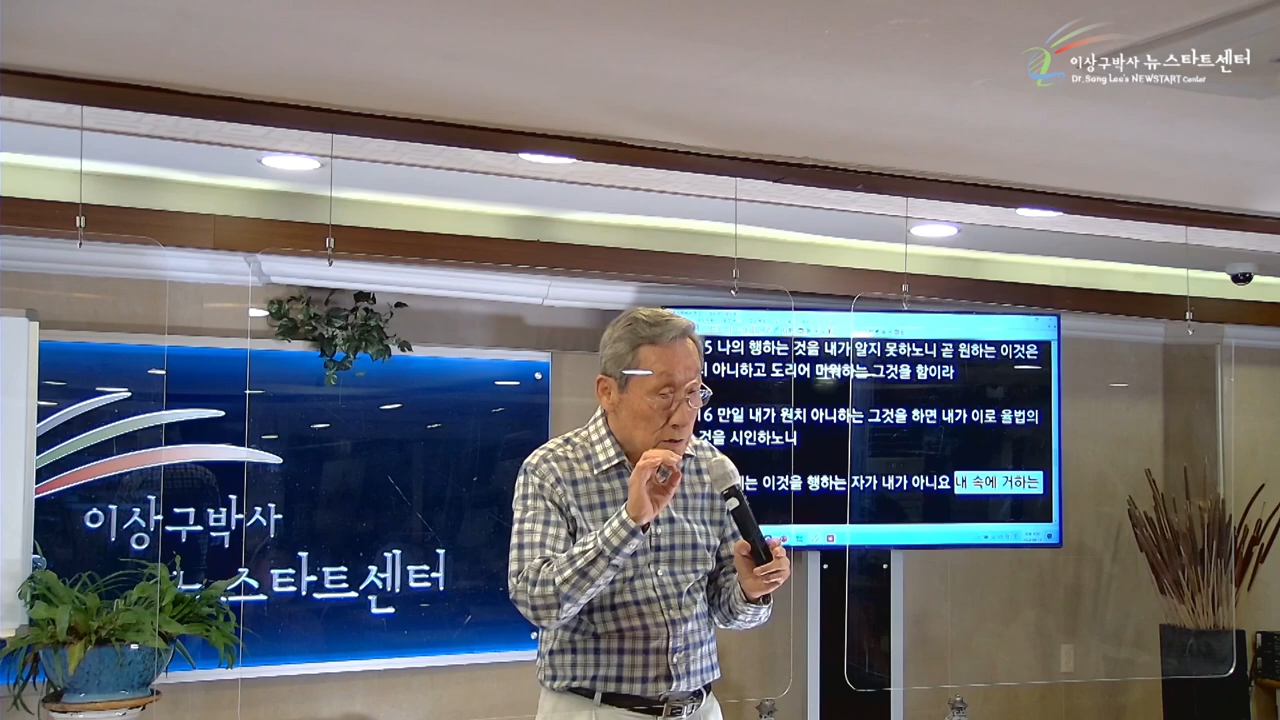 이상구박사 뉴스타트센터
Dr. Sang Lee's NEWSTART Center
5 나의 행하는 것을 내가 알지 못하노니 곧 원하는 이것은
아니하고 도리어 미워하는 그것을 함이라
16 만일 내가 원치 아니하는 그것을 하면 내가 이로 율법의
것을 시인하노니
는 이것을 행하는 자가 내가 아니요 내 속에 거하는
이상구박사
뉴스타트센터